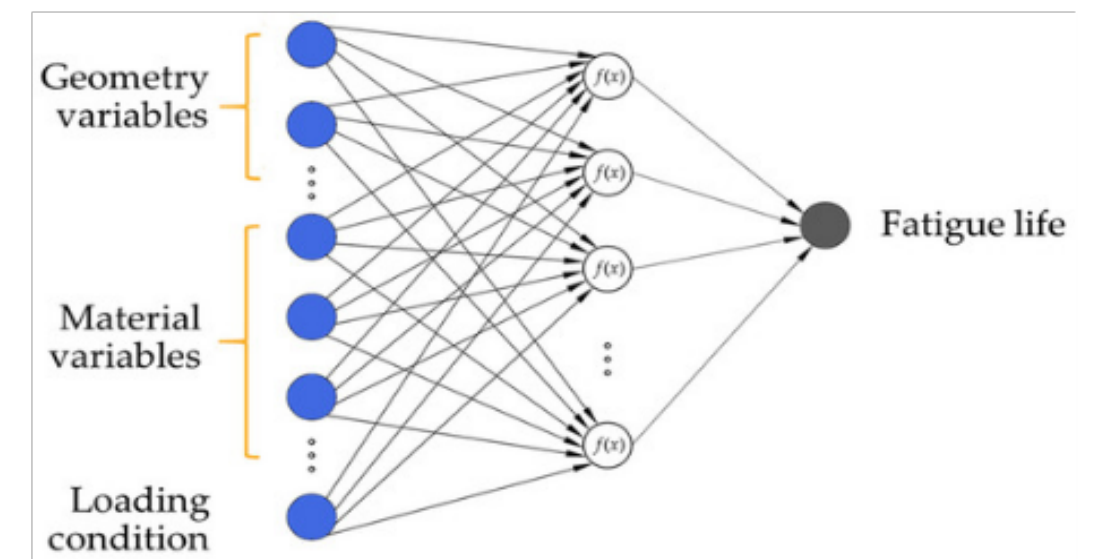 Geometry
variables
Material
variables
Loading
condition
f(x)
f(x)
f(x)
f(x)
Fatigue life